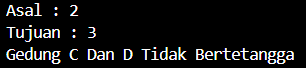 Asal : 2
Tujuan : 3
Gedung C Dan D Tidak Bertetangga